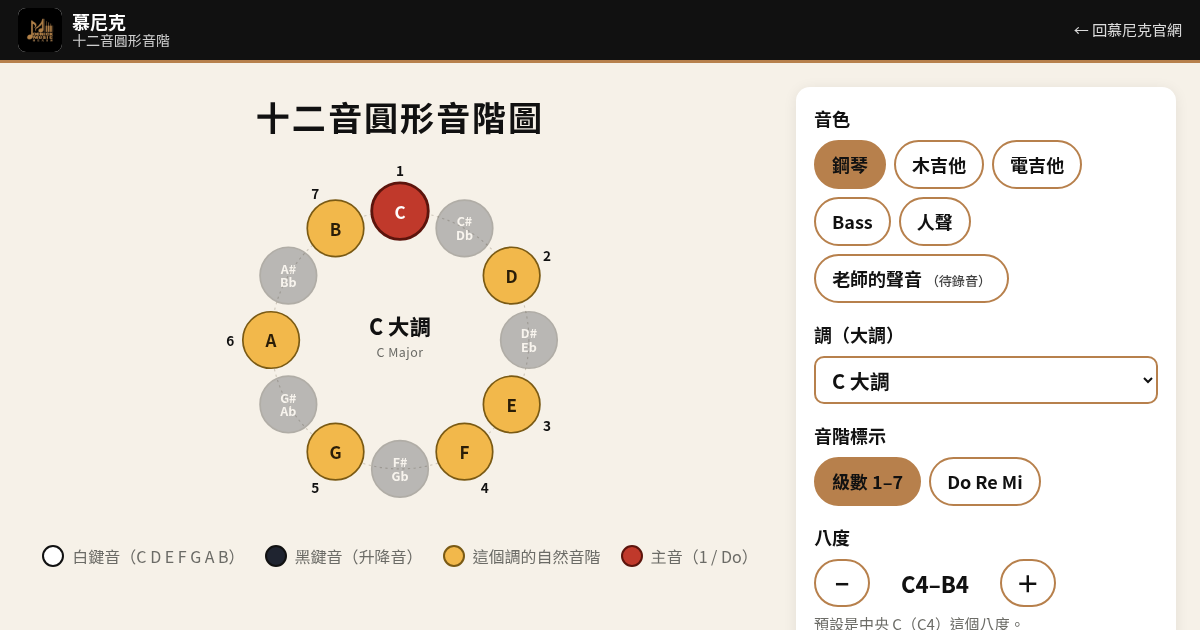 慕尼克
十二音圓形音階
← 回慕尼克官網
十二音圓形音階圖
1
7
C
B
C#
Db
2
A#
Bb
D
6
A
C 大調
C Major
D#
Eb
G#
Ab
E
3
G
F#
Gb
F
5
4
白鍵音（C D E F G A B）
黑鍵音（升降音）
這個調的自然音階
主音（1 / Do）
音色
鋼琴
木吉他
電吉他
Bass
人聲
老師的聲音（待錄音）
調（大調）
C 大調
音階標示
級數 1–7
Do Re Mi
八度
−
C4–B4
＋
預設是中央 C（C4）這個八度。